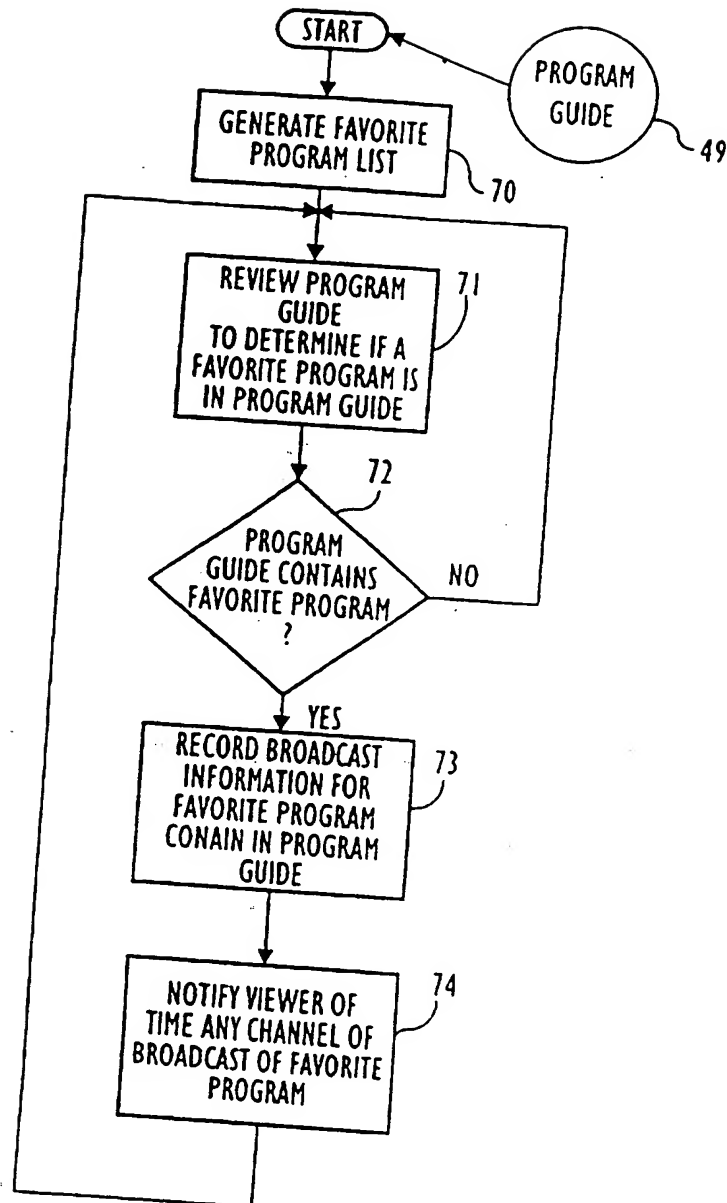 START
PROGRAM
GUIDE
49
GENERATE FAVORITE
PROGRAM LIST
70
REVIEW PROGRAM
GUIDE
TO DETERMINE IF A
FAVORITE PROGRAM IS
IN PROGRAM GUIDE
71
72
PROGRAM
GUIDE CONTAINS
FAVORITE PROGRAM
?
NO
YES
RECORD BROADCAST
INFORMATION FOR
FAVORITE PROGRAM
CONAIN IN PROGRAM
GUIDE
73
NOTIFY VIEWER OF
TIME ANY CHANNEL OF
BROADCAST OF FAVORITE
PROGRAM
74